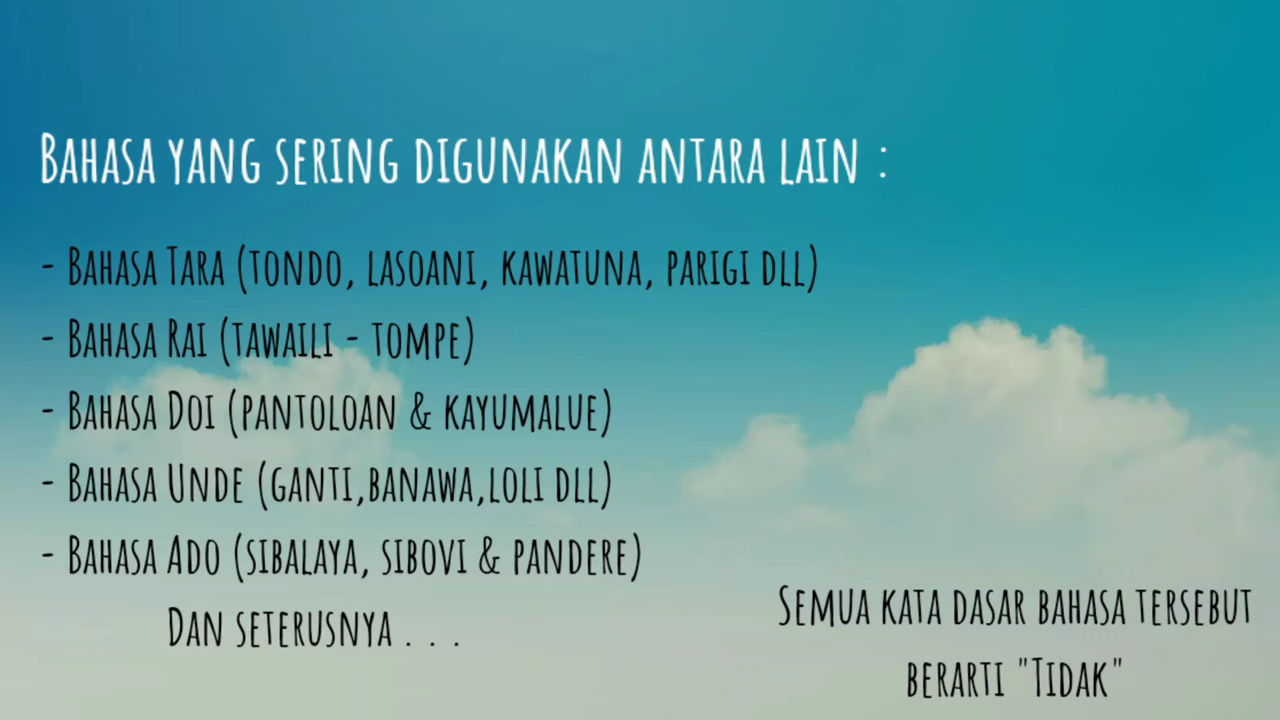 Bahasa yang sering digunakan antara lain :
- Bahasa Tara (tondo, lasoani, kawatuna, parigi dll)
- Bahasa Rai (tawaili - tompe)
- Bahasa Doi (pantoloan & kayumalue)
- Bahasa Unde (ganti,banawa,loli dll)
- Bahasa Ado (sibalaya, sibovi & pandere)
Dan seterusnya . . .
Semua kata dasar bahasa tersebut
berarti "Tidak"